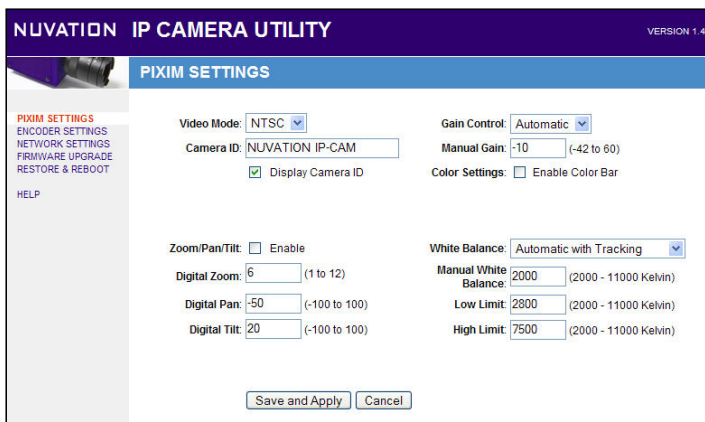 NUVATION IP CAMERA UTILITY
VERSION 1.4
PIXIM SETTINGS
PIXIM SETTINGS
ENCODER SETTINGS
NETWORK SETTINGS
FIRMWARE UPGRADE
RESTORE & REBOOT
HELP
Video Mode: NTSC
Camera ID: NUVATION IP-CAM
Display Camera ID
Gain Control: Automatic
Manual Gain: -10 (-42 to 60)
Color Settings: Enable Color Bar
Zoom/Pan/Tilt: Enable
Digital Zoom: 6 (1 to 12)
Digital Pan: -50 (-100 to 100)
Digital Tilt: 20 (-100 to 100)
White Balance: Automatic with Tracking
Manual White
Balance: 2000 (2000 - 11000 Kelvin)
Low Limit: 2800 (2000 - 11000 Kelvin)
High Limit: 7500 (2000 - 11000 Kelvin)
Save and Apply Cancel